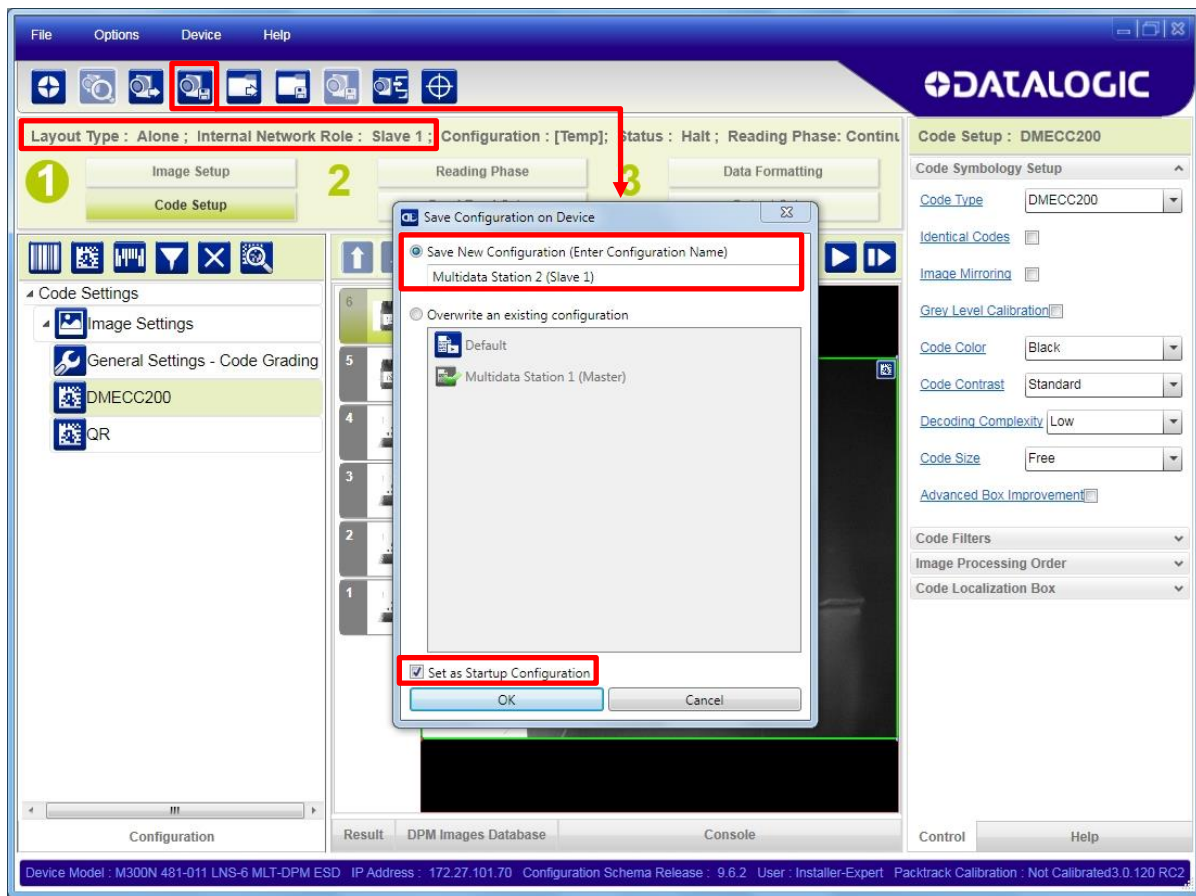 File Options Device Help
DATALOGIC
Layout Type : Alone ; Internal Network Role : Slave 1 ; Configuration : [Temp]; Status : Halt ; Reading Phase: Continu
Code Setup : DMECC200
1 Image Setup 2 Reading Phase 3 Data Formatting
Code Setup
Code Symbology Setup
Code Type DMECC200
Identical Codes
Image Mirroring
Grey Level Calibration
Code Color Black
Code Contrast Standard
Decoding Complexity Low
Code Size Free
Advanced Box Improvement
Code Filters
Image Processing Order
Code Localization Box
Code Settings
Image Settings
General Settings - Code Grading
DMECC200
QR
6
5
4
3
2
1
Save Configuration on Device
Save New Configuration (Enter Configuration Name)
Multidata Station 2 (Slave 1)
Overwrite an existing configuration
Default
Multidata Station 1 (Master)
Set as Startup Configuration
OK Cancel
Configuration Result DPM Images Database Console Control Help
Device Model : M300N 481-011 LNS-6 MLT-DPM ESD IP Address : 172.27.101.70 Configuration Schema Release : 9.6.2 User : Installer-Expert Packtrack Calibration : Not Calibrated3.0.120 RC2